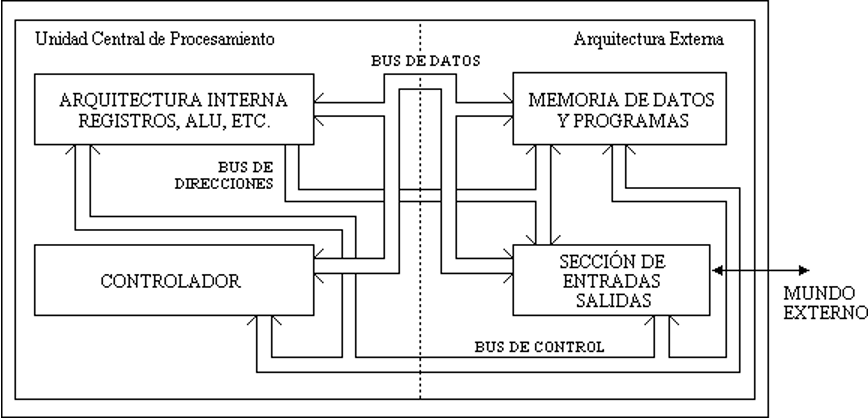 Unidad Central de Procesamiento
Arquitectura Externa
BUS DE DATOS
ARQUITECTURA INTERNA
REGISTROS, ALU, ETC.
MEMORIA DE DATOS
Y PROGRAMAS
BUS DE
DIRECCIONES
CONTROLADOR
SECCIÓN DE
ENTRADAS
SALIDAS
MUNDO
EXTERNO
BUS DE CONTROL